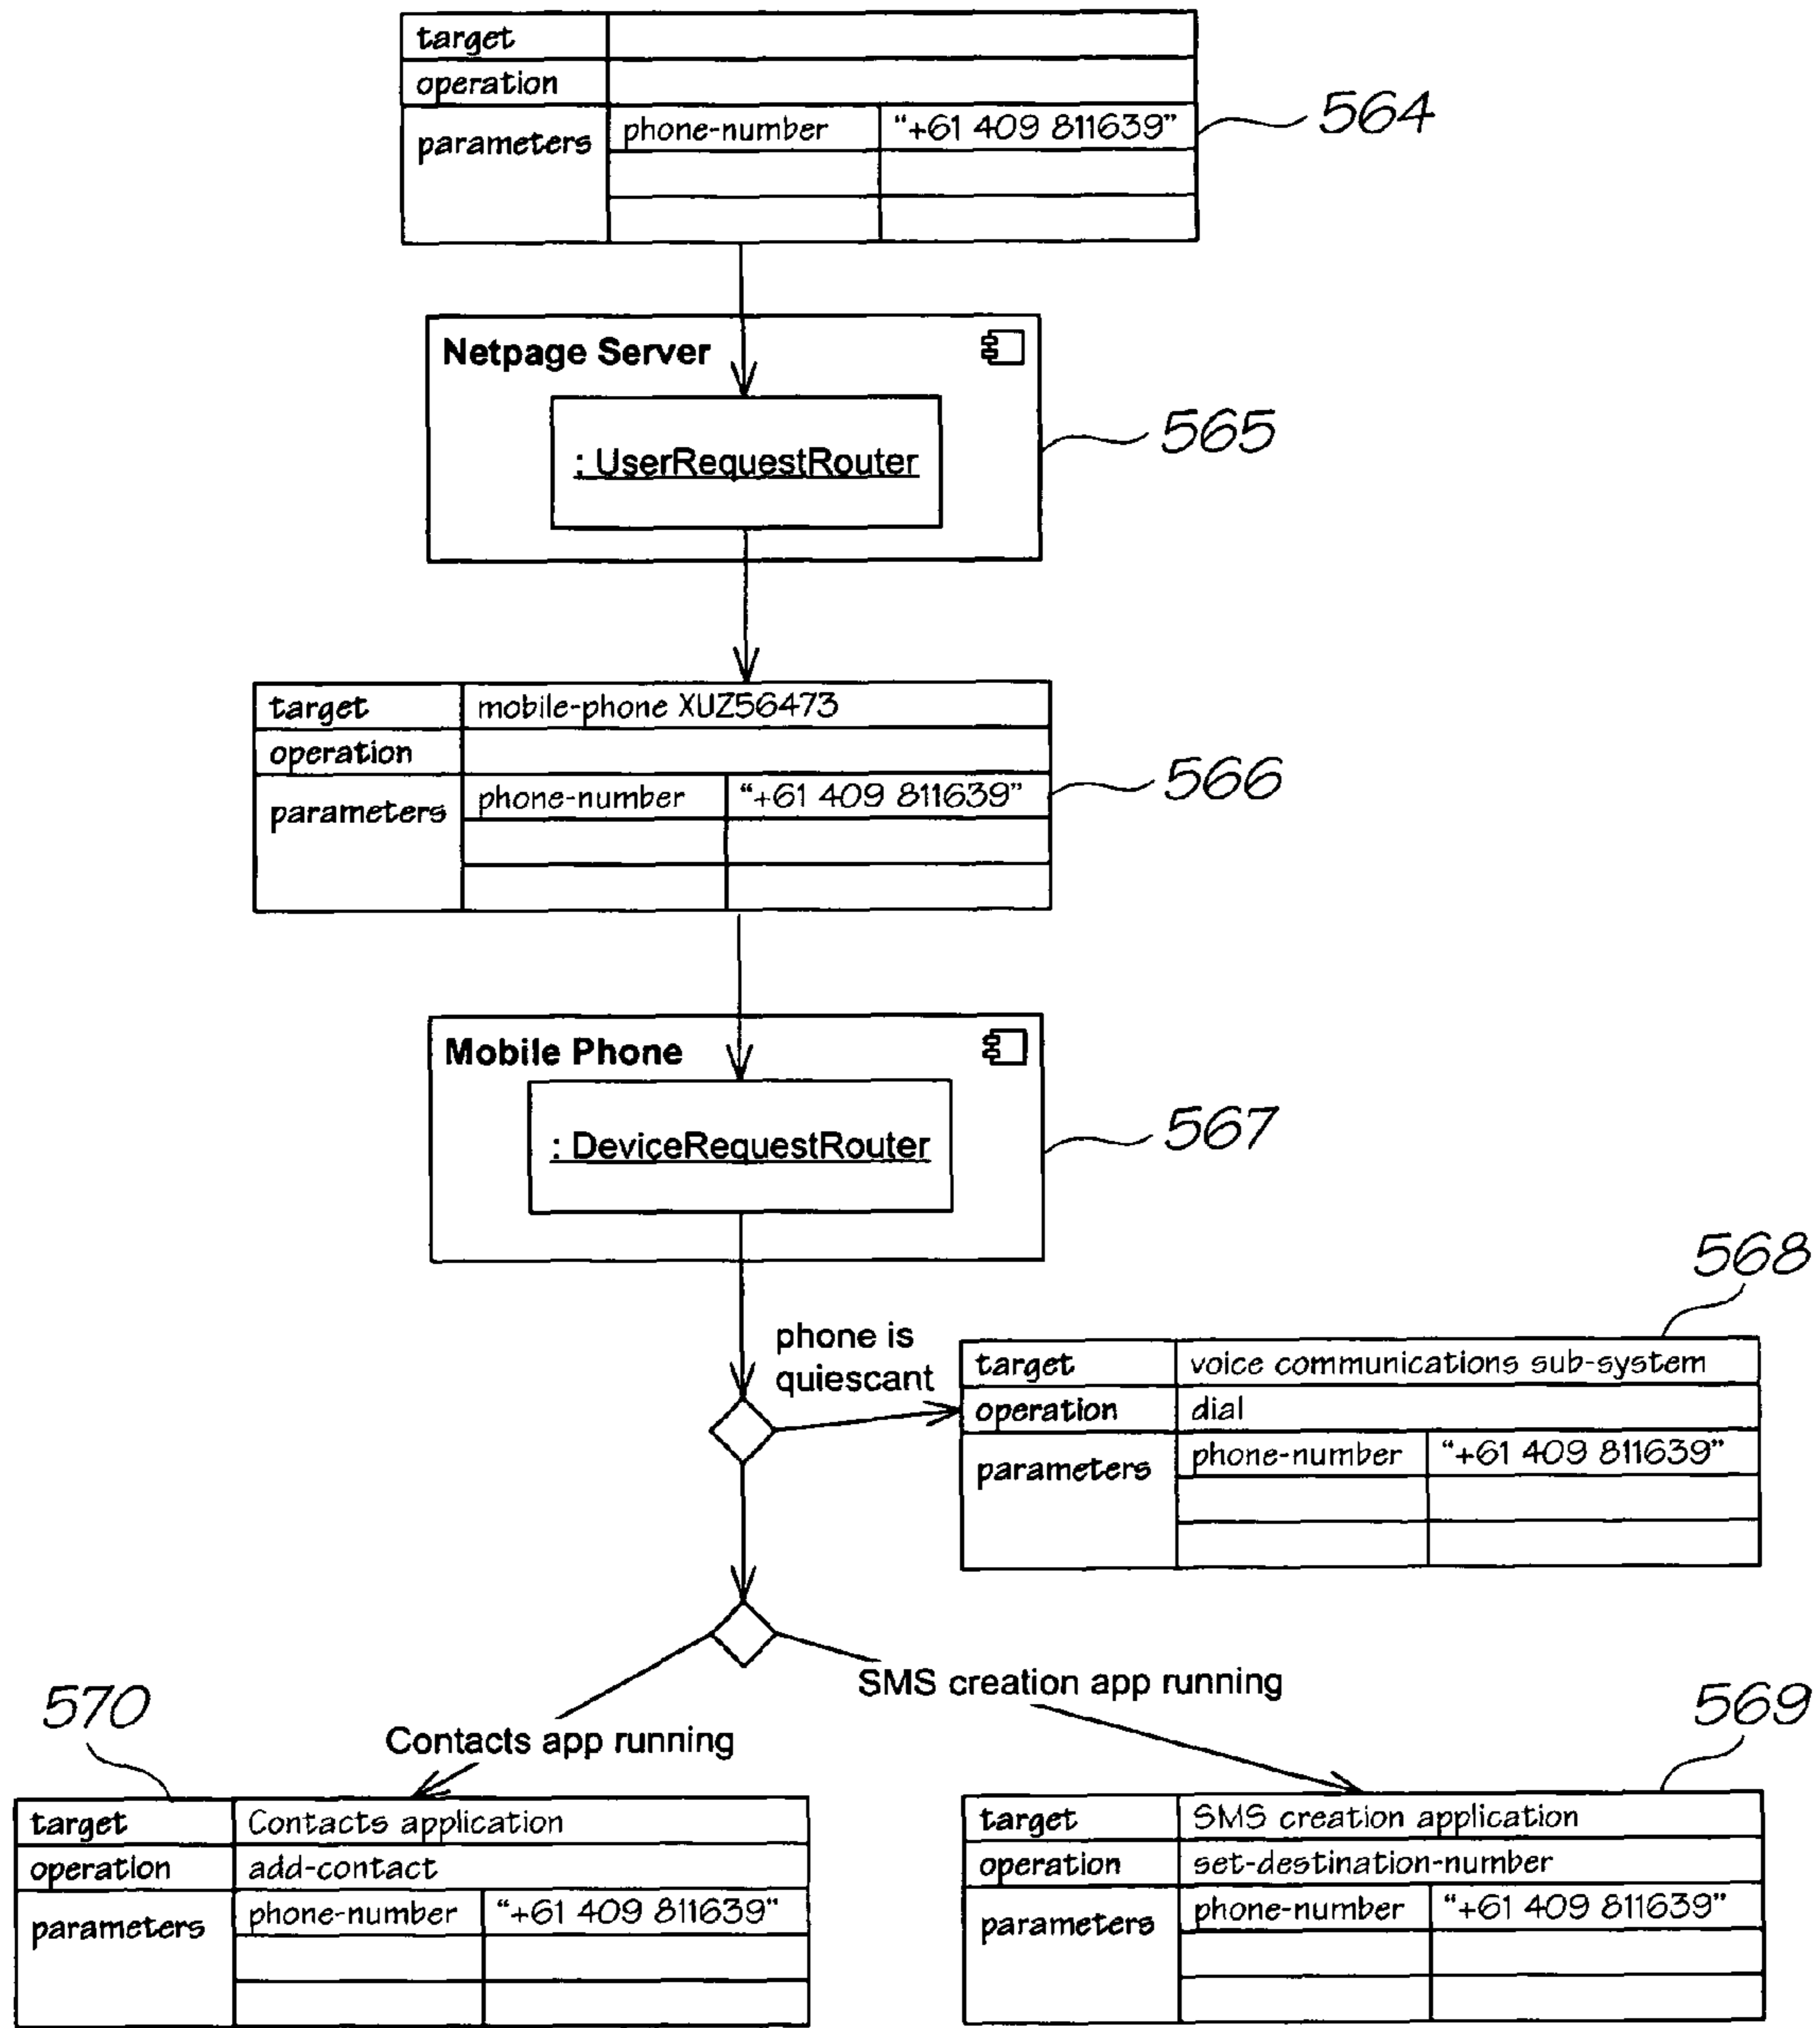 target
operation
parameters phone-number "+61 409 811639"
564
Netpage Server
: UserRequestRouter
565
target mobile-phone XUZ56473
operation
parameters phone-number "+61 409 811639"
566
Mobile Phone
: DeviceRequestRouter
567
568
phone is
quiescant
target voice communications sub-system
operation dial
parameters phone-number "+61 409 811639"
SMS creation app running
Contacts app running
570
target Contacts application
operation add-contact
parameters phone-number "+61 409 811639"
569
target SMS creation application
operation set-destination-number
parameters phone-number "+61 409 811639"